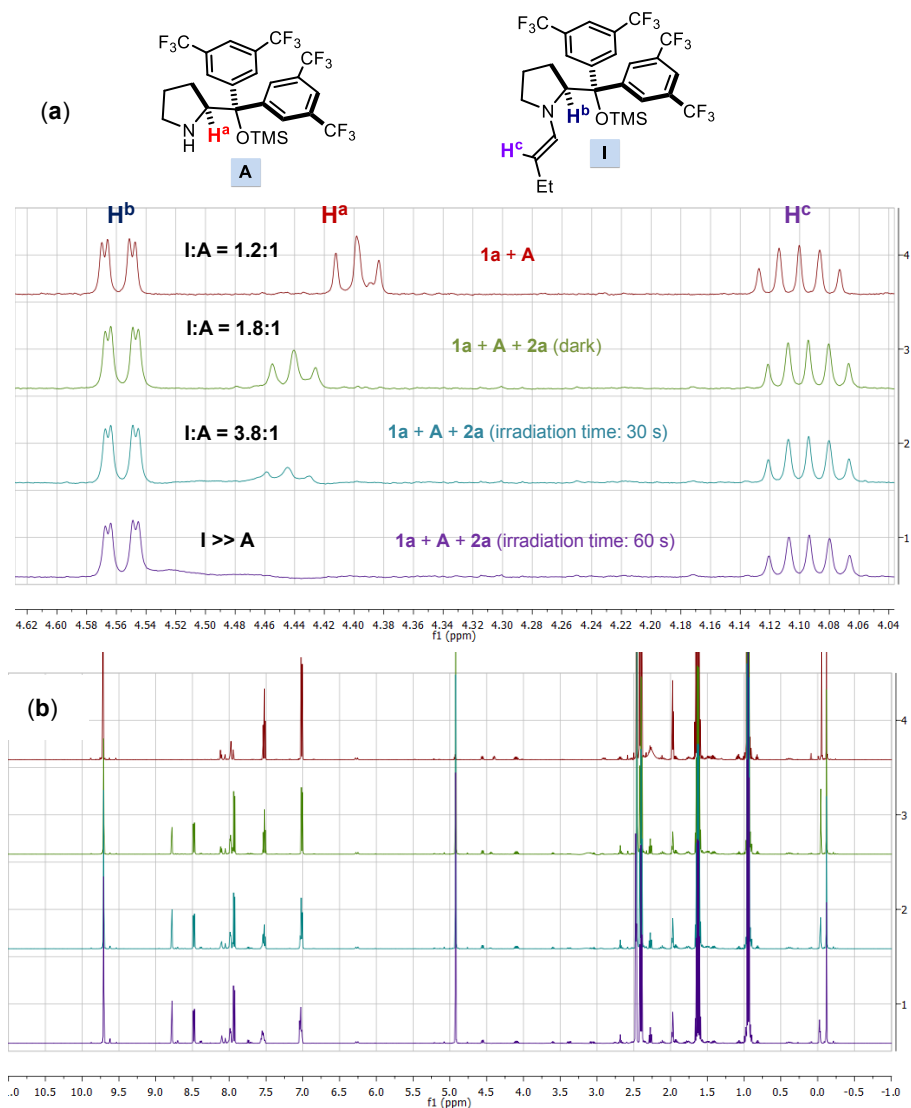 (a)
F₃C
CF₃
CF₃
CF₃
NH
Hᵃ
OTMS
A
F₃C
CF₃
CF₃
CF₃
N
Hᵇ
OTMS
Hᶜ
Et
I
Hᵇ
Hᵃ
Hᶜ
I:A = 1.2:1
1a + A
4
I:A = 1.8:1
1a + A + 2a (dark)
3
I:A = 3.8:1
1a + A + 2a (irradiation time: 30 s)
2
I >> A
1a + A + 2a (irradiation time: 60 s)
1
4.62 4.60 4.58 4.56 4.54 4.52 4.50 4.48 4.46 4.44 4.42 4.40 4.38 4.36 4.34 4.32 4.30 4.28 4.26 4.24 4.22 4.20 4.18 4.16 4.14 4.12 4.10 4.08 4.06 4.04
f1 (ppm)
(b)
4
3
2
1
.0 10.5 10.0 9.5 9.0 8.5 8.0 7.5 7.0 6.5 6.0 5.5 5.0 4.5 4.0 3.5 3.0 2.5 2.0 1.5 1.0 0.5 0.0 -0.5 -1.0
f1 (ppm)